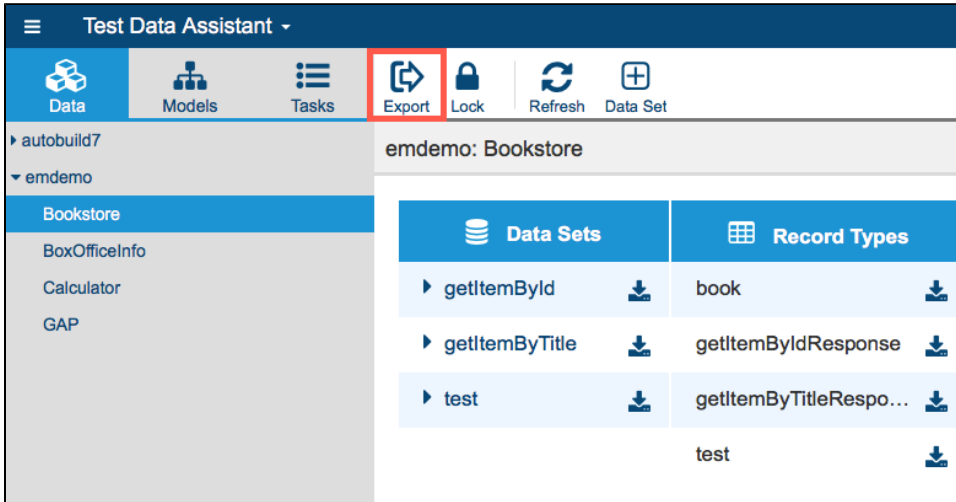 Test Data Assistant
Data Models Tasks Export Lock Refresh Data Set
autobuild7
emdemo
Bookstore
BoxOfficeInfo
Calculator
GAP
emdemo: Bookstore
Data Sets Record Types
getItemById book
getItemByTitle getItemByIdResponse
test getItemByTitleRespo...
test